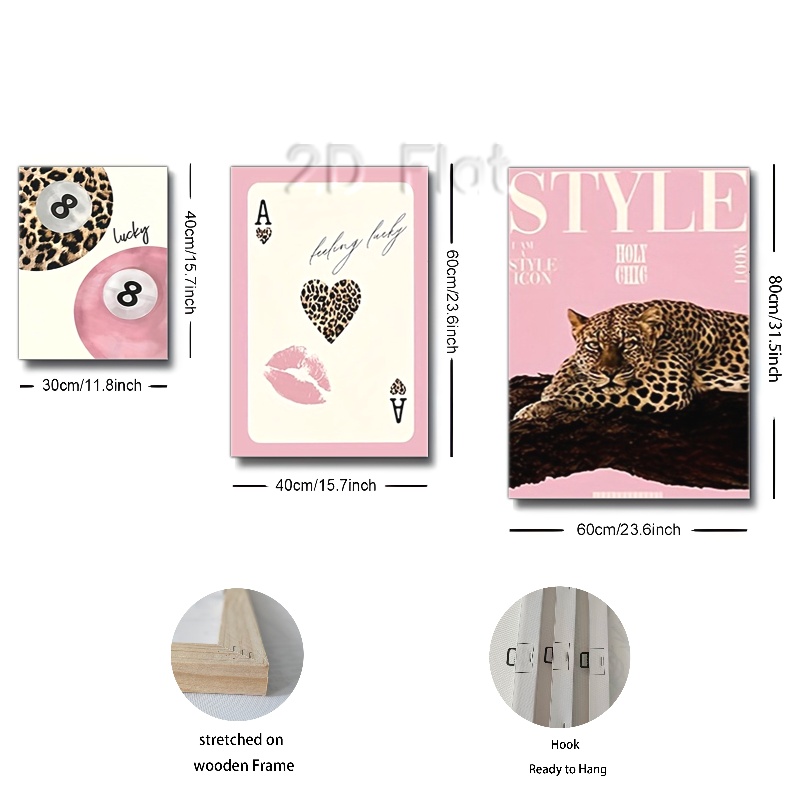 2D Flat
8
lucky
8
40cm/15.7inch
30cm/11.8inch
A
feeling lucky
A
60cm/23.6inch
40cm/15.7inch
STYLE
I AM
A
STYLE
ICON
HOLY
CHIC
LOOK
80cm/31.5inch
60cm/23.6inch
stretched on
wooden Frame
Hook
Ready to Hang